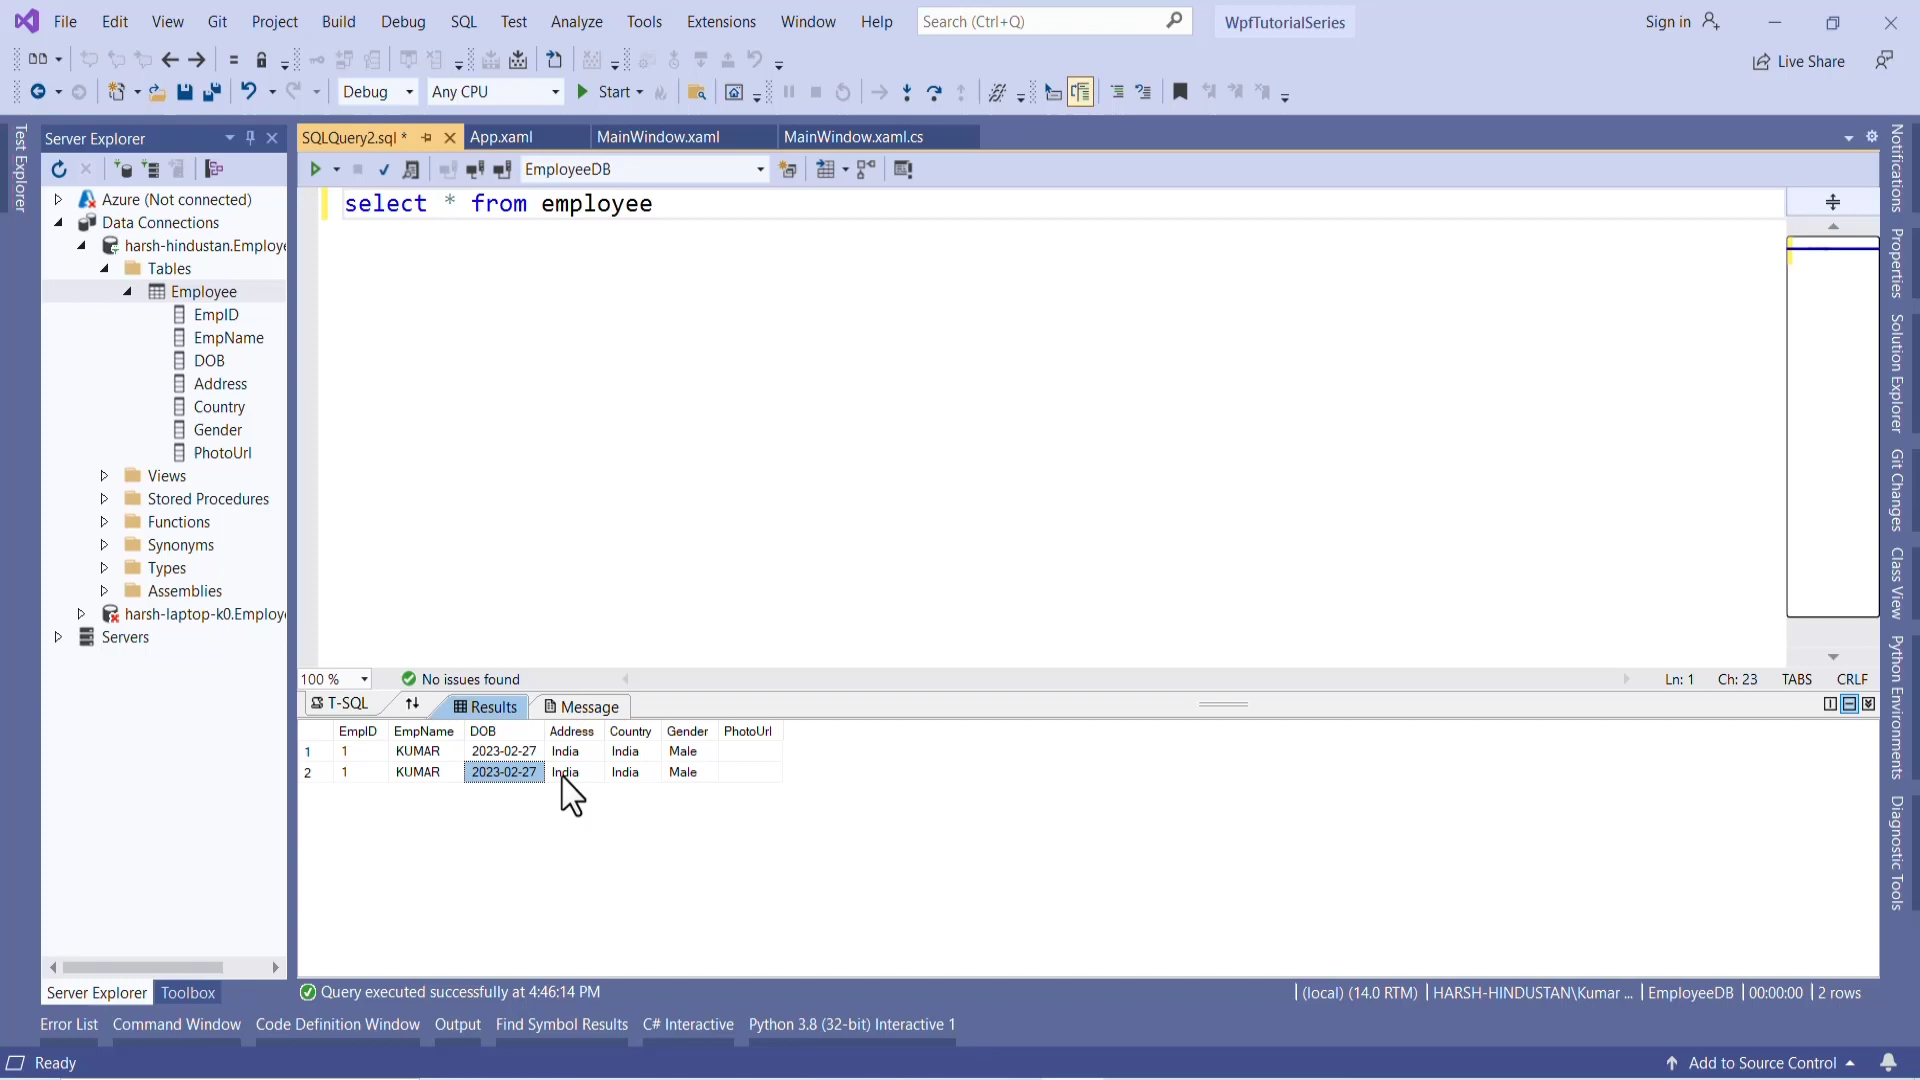 File Edit View Git Project Build Debug SQL Test Analyze Tools Extensions Window Help Search (Ctrl+Q) WpfTutorialSeries Sign in
Live Share
Debug Any CPU Start
Test Explorer
Server Explorer
SQLQuery2.sql * App.xaml MainWindow.xaml MainWindow.xaml.cs
EmployeeDB
select * from employee
Azure (Not connected)
Data Connections
harsh-hindustan.Employe
Tables
Employee
EmpID
EmpName
DOB
Address
Country
Gender
PhotoUrl
Views
Stored Procedures
Functions
Synonyms
Types
Assemblies
harsh-laptop-k0.Employe
Servers
Notifications
Properties
Solution Explorer
Git Changes
Class View
Python Environments
Diagnostic Tools
100 % No issues found Ln: 1 Ch: 23 TABS CRLF
T-SQL Results Message
EmpID EmpName DOB Address Country Gender PhotoUrl
1 1 KUMAR 2023-02-27 India India Male
2 1 KUMAR 2023-02-27 India India Male
Server Explorer Toolbox
Query executed successfully at 4:46:14 PM (local) (14.0 RTM) HARSH-HINDUSTAN\Kumar ... EmployeeDB 00:00:00 2 rows
Error List Command Window Code Definition Window Output Find Symbol Results C# Interactive Python 3.8 (32-bit) Interactive 1
Ready Add to Source Control